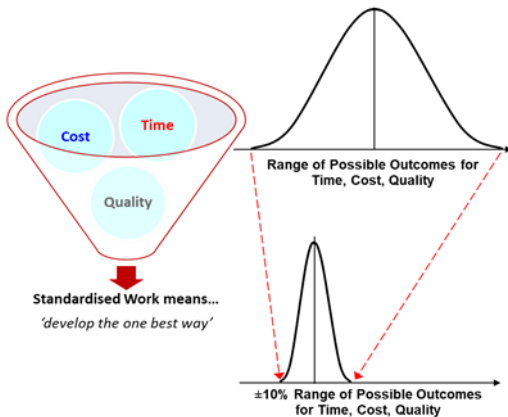 Cost
Time
Quality
Standardised Work means...
‘develop the one best way’
Range of Possible Outcomes for
Time, Cost, Quality
±10% Range of Possible Outcomes
for Time, Cost, Quality